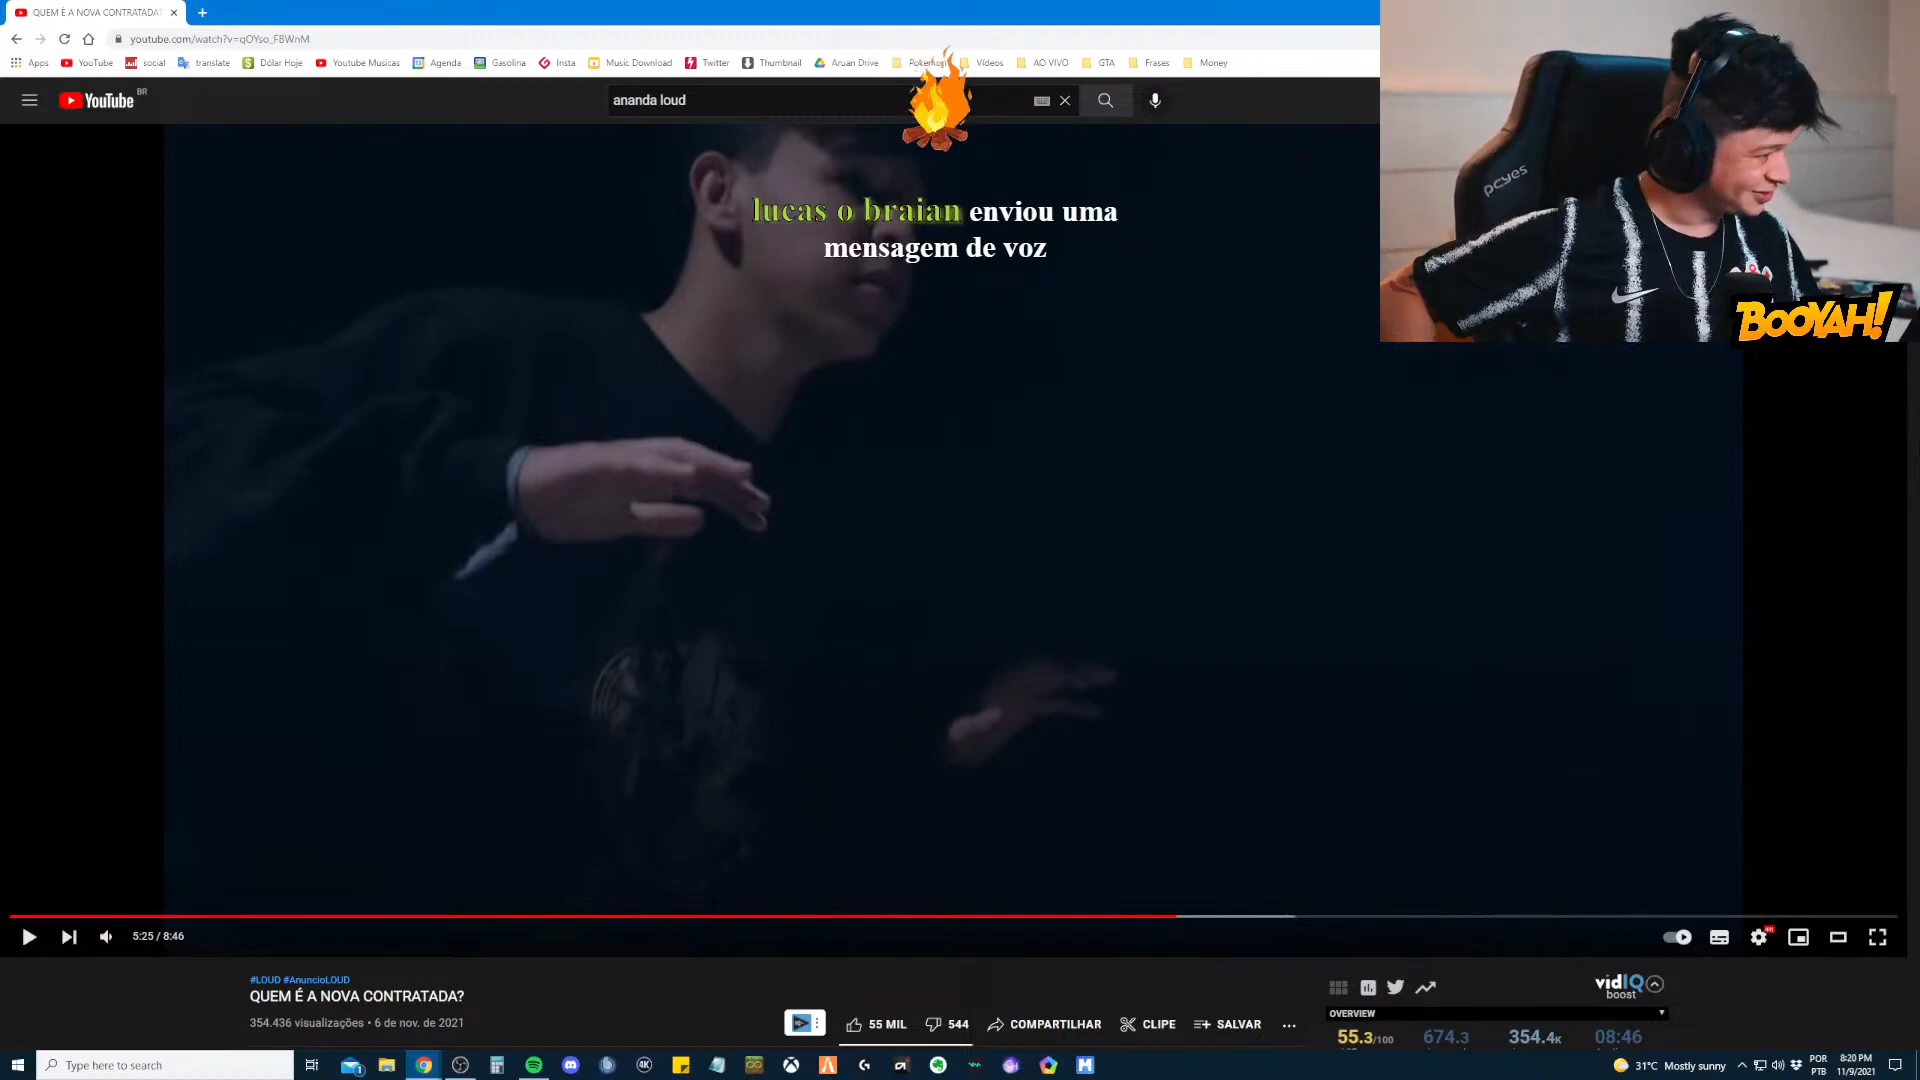 QUEM É A NOVA CONTRATADA?
youtube.com/watch?v=qOYso_FBWnM
Apps YouTube social translate Dólar Hoje Youtube Musicas Agenda Gasolina Insta Music Download Twitter Thumbnail Aruan Drive Vídeos AO VIVO GTA Frases Money
YouTube BR
ananda loud
lucas o braian enviou uma
mensagem de voz
pcyes
BOOYAH!
5:25 / 8:46
#LOUD #AnuncioLOUD
QUEM É A NOVA CONTRATADA?
354.436 visualizações • 6 de nov. de 2021
55 MIL 544 COMPARTILHAR CLIPE SALVAR
vidIQ
boost
OVERVIEW
55.3/100 674.3 354.4K 08:46
Type here to search
31°C Mostly sunny
POR
PTB
8:20 PM
11/9/2021